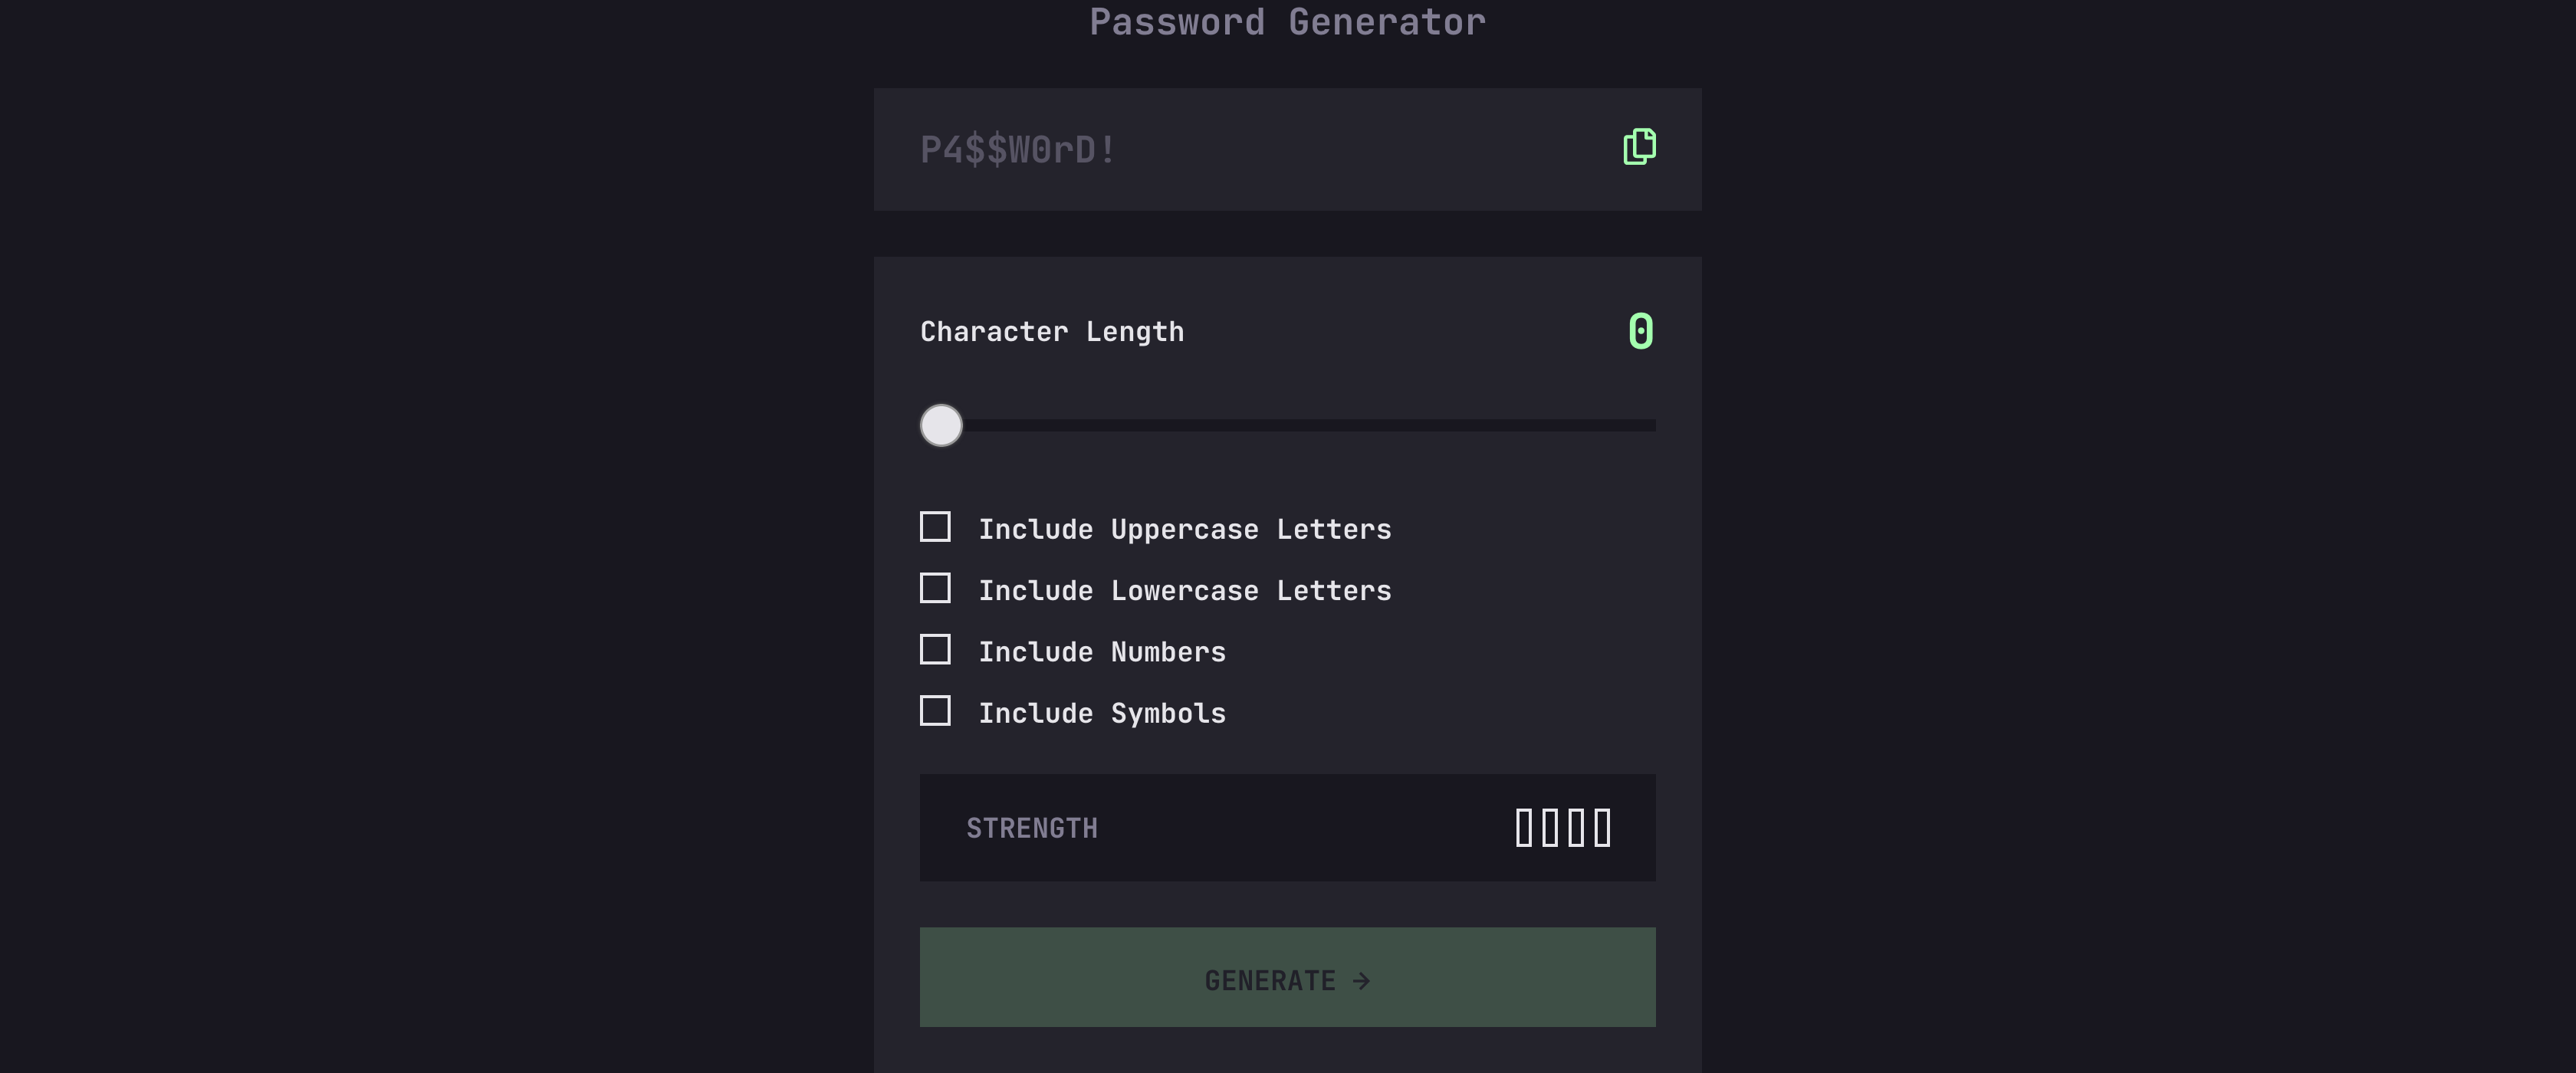 Password Generator
P4$$W0rD!
Character Length
0
Include Uppercase Letters
Include Lowercase Letters
Include Numbers
Include Symbols
STRENGTH
GENERATE →